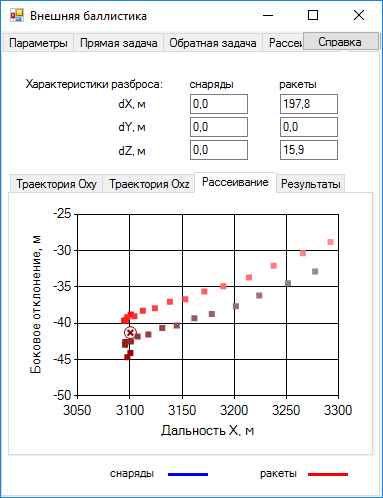 Внешняя баллистика
Параметры Прямая задача Обратная задача Рассеи Справка
Характеристики разброса: снаряды ракеты
dX, м 0,0 197,8
dY, м 0,0 0,0
dZ, м 0,0 15,9
Траектория Oxy Траектория Oxz Рассеивание Результаты
Боковое отклонение, м
-25
-30
-35
-40
-45
-50
3050 3100 3150 3200 3250 3300
Дальность X, м
снаряды ракеты